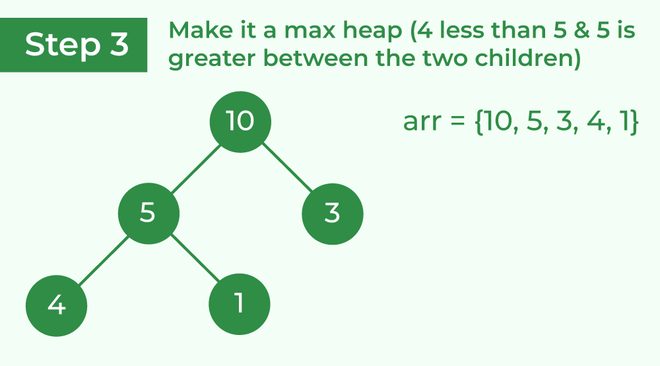 Step 3
Make it a max heap (4 less than 5 & 5 is
greater between the two children)
10
arr = {10, 5, 3, 4, 1}
5
3
4
1